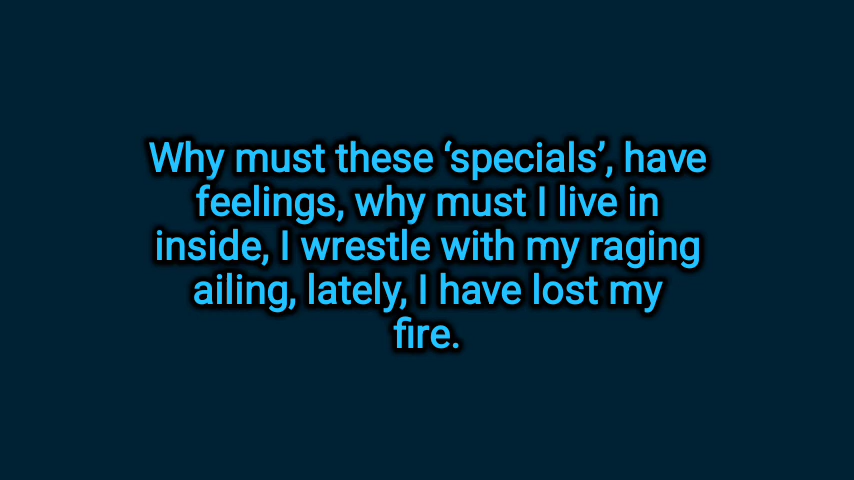 Why must these ‘specials’, have
feelings, why must I live in
inside, I wrestle with my raging
ailing, lately, I have lost my
fire.